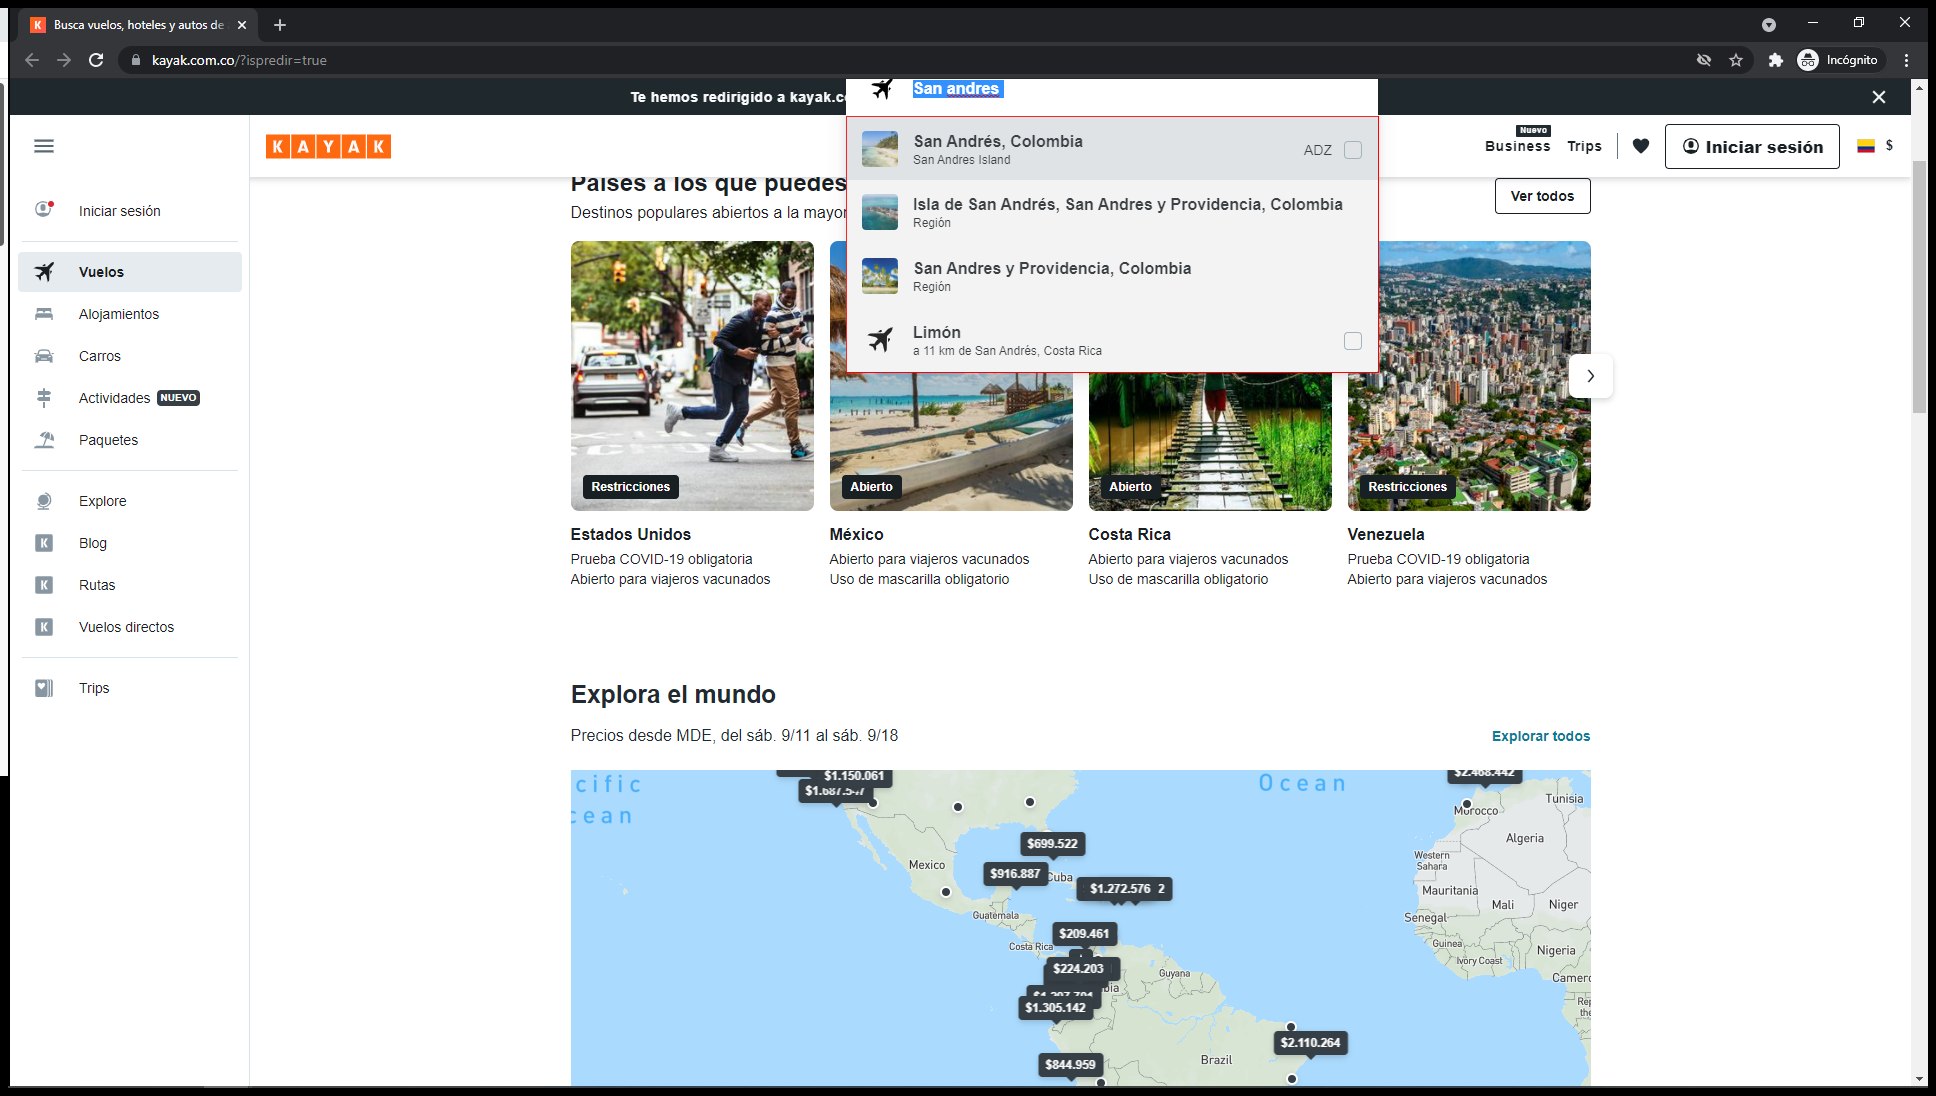 Busca vuelos, hoteles y autos de
kayak.com.co/?ispredir=true
Incógnito
Te hemos redirigido a kayak.c
San andres
San Andrés, Colombia
San Andres Island
ADZ
Isla de San Andrés, San Andres y Providencia, Colombia
Región
San Andres y Providencia, Colombia
Región
Limón
a 11 km de San Andrés, Costa Rica
KAYAK
Nuevo
Business
Trips
Iniciar sesión
$
Iniciar sesión
Vuelos
Alojamientos
Carros
Actividades NUEVO
Paquetes
Explore
Blog
Rutas
Vuelos directos
Trips
Países a los que puedes
Destinos populares abiertos a la mayor
Ver todos
Restricciones
Abierto
Abierto
Restricciones
Estados Unidos
Prueba COVID-19 obligatoria
Abierto para viajeros vacunados
México
Abierto para viajeros vacunados
Uso de mascarilla obligatorio
Costa Rica
Abierto para viajeros vacunados
Uso de mascarilla obligatorio
Venezuela
Prueba COVID-19 obligatoria
Abierto para viajeros vacunados
Explora el mundo
Precios desde MDE, del sáb. 9/11 al sáb. 9/18
Explorar todos
cific
cean
Ocean
$1.150.061
$1.687.547
$2.468.442
Morocco
Tunisia
Algeria
Western
Sahara
Mauritania
Mali
Niger
Senegal
Guinea
Ivory Coast
Nigeria
Camer
Rep
the
Mexico
$699.522
$916.887
Cuba
$1.272.576 2
Guatemala
Costa Rica
$209.461
$224.203
bia
Guyana
$1.305.142
$844.959
Brazil
$2.110.264